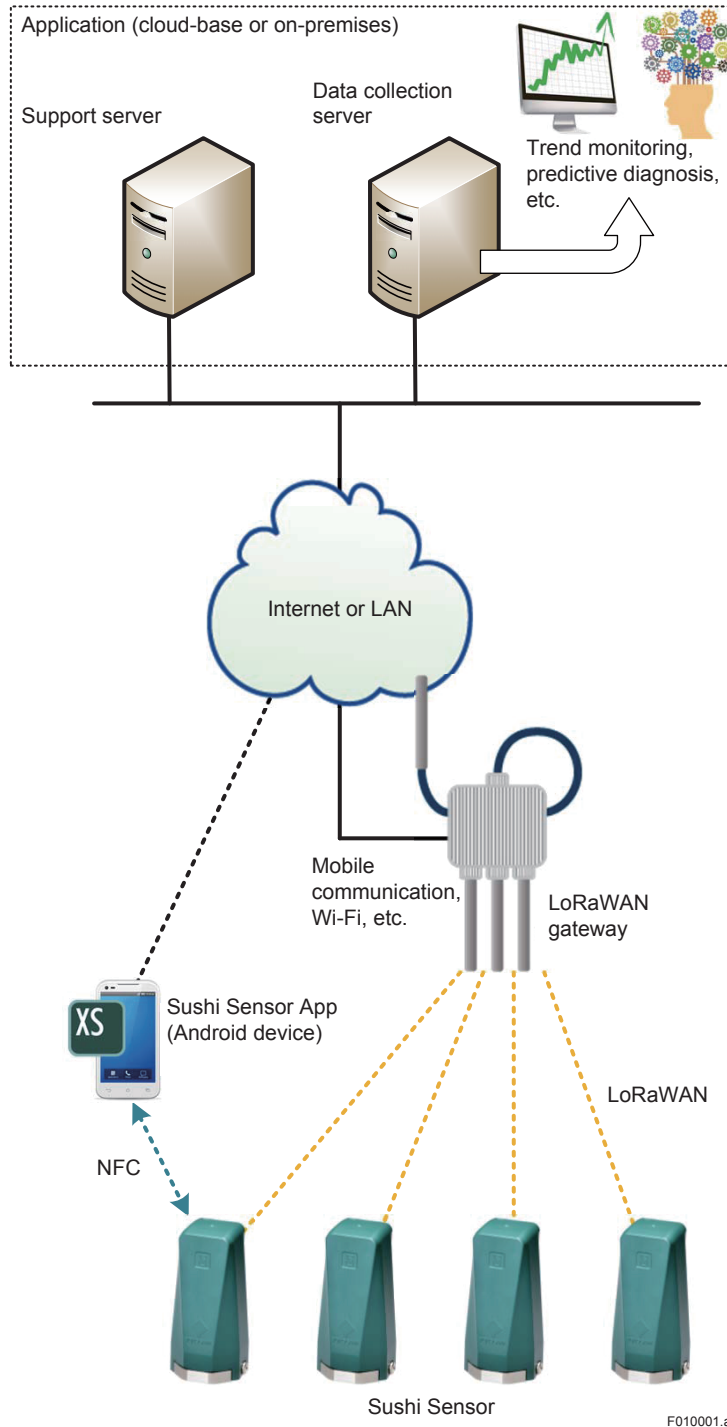 Application (cloud-base or on-premises)
Support server
Data collection
server
Trend monitoring,
predictive diagnosis,
etc.
Internet or LAN
Mobile
communication,
Wi-Fi, etc.
LoRaWAN
gateway
XS
Sushi Sensor App
(Android device)
LoRaWAN
NFC
Sushi Sensor